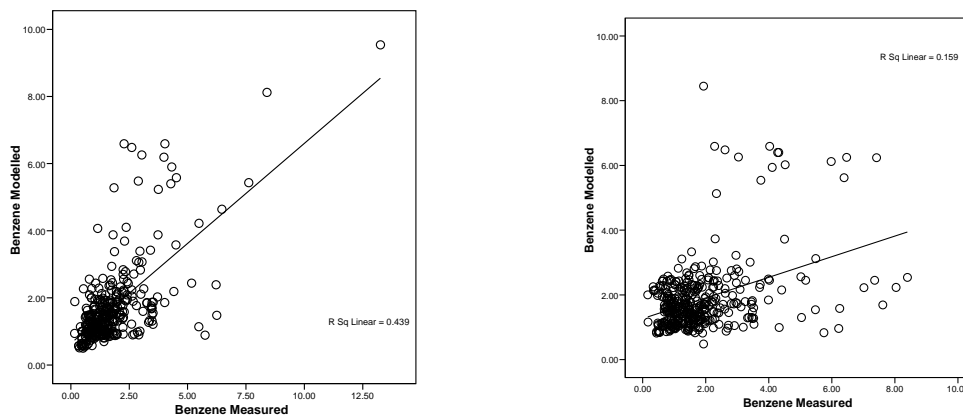 10.00
8.00
6.00
4.00
2.00
0.00
Benzene Modelled
R Sq Linear = 0.439
0.00 2.50 5.00 7.50 10.00 12.50
Benzene Measured
10.00
8.00
6.00
4.00
2.00
0.00
Benzene Modelled
R Sq Linear = 0.159
0.00 2.00 4.00 6.00 8.00 10.0
Benzene Measured